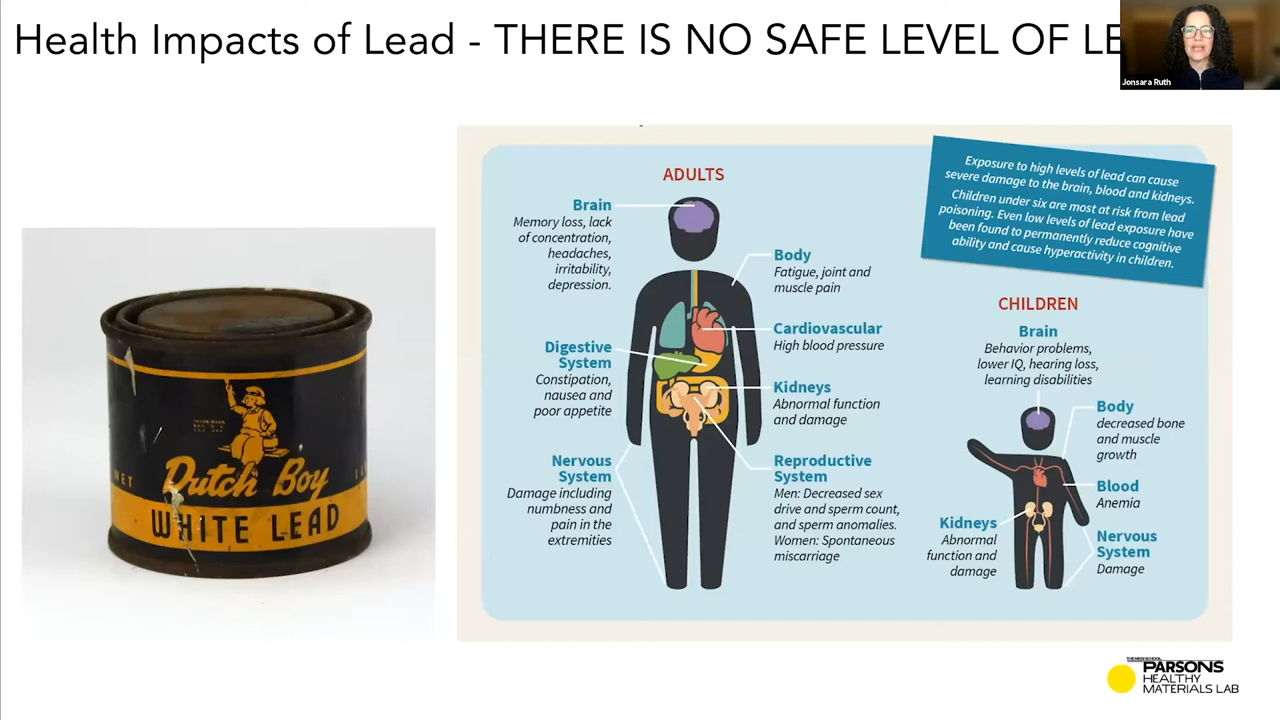 Health Impacts of Lead - THERE IS NO SAFE LEVEL OF LE
Jonsara Ruth
Exposure to high levels of lead can cause
severe damage to the brain, blood and kidneys.
Children under six are most at risk from lead
poisoning. Even low levels of lead exposure have
been found to permanently reduce cognitive
ability and cause hyperactivity in children.
ADULTS
Brain
Memory loss, lack
of concentration,
headaches,
irritability,
depression.
Body
Fatigue, joint and
muscle pain
Cardiovascular
High blood pressure
Digestive
System
Constipation,
nausea and
poor appetite
Kidneys
Abnormal function
and damage
Nervous
System
Damage including
numbness and
pain in the
extremities
Reproductive
System
Men: Decreased sex
drive and sperm count,
and sperm anomalies.
Women: Spontaneous
miscarriage
CHILDREN
Brain
Behavior problems,
lower IQ, hearing loss,
learning disabilities
Body
decreased bone
and muscle
growth
Blood
Anemia
Kidneys
Abnormal
function and
damage
Nervous
System
Damage
NET
Dutch Boy
WHITE LEAD
THE NEW SCHOOL
PARSONS
HEALTHY
MATERIALS LAB